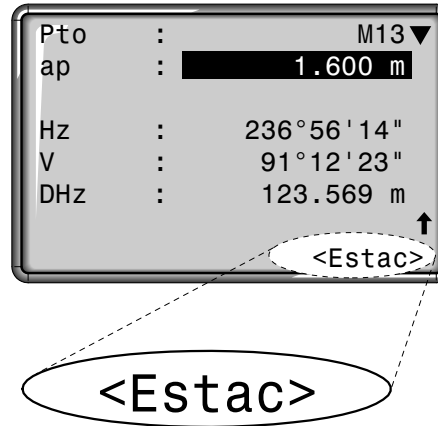 Pto : M13▼
ap : 1.600 m
Hz : 236°56'14"
V : 91°12'23"
DHz : 123.569 m
<Estac>
<Estac>